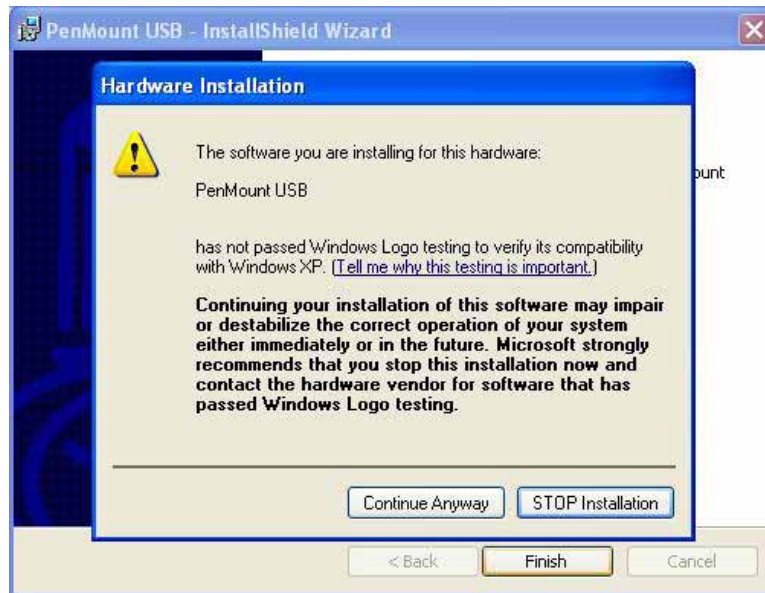 PenMount USB - InstallShield Wizard
Hardware Installation
The software you are installing for this hardware:
PenMount USB
has not passed Windows Logo testing to verify its compatibility
with Windows XP. (Tell me why this testing is important.)
Continuing your installation of this software may impair
or destabilize the correct operation of your system
either immediately or in the future. Microsoft strongly
recommends that you stop this installation now and
contact the hardware vendor for software that has
passed Windows Logo testing.
Continue Anyway
STOP Installation
< Back
Finish
Cancel